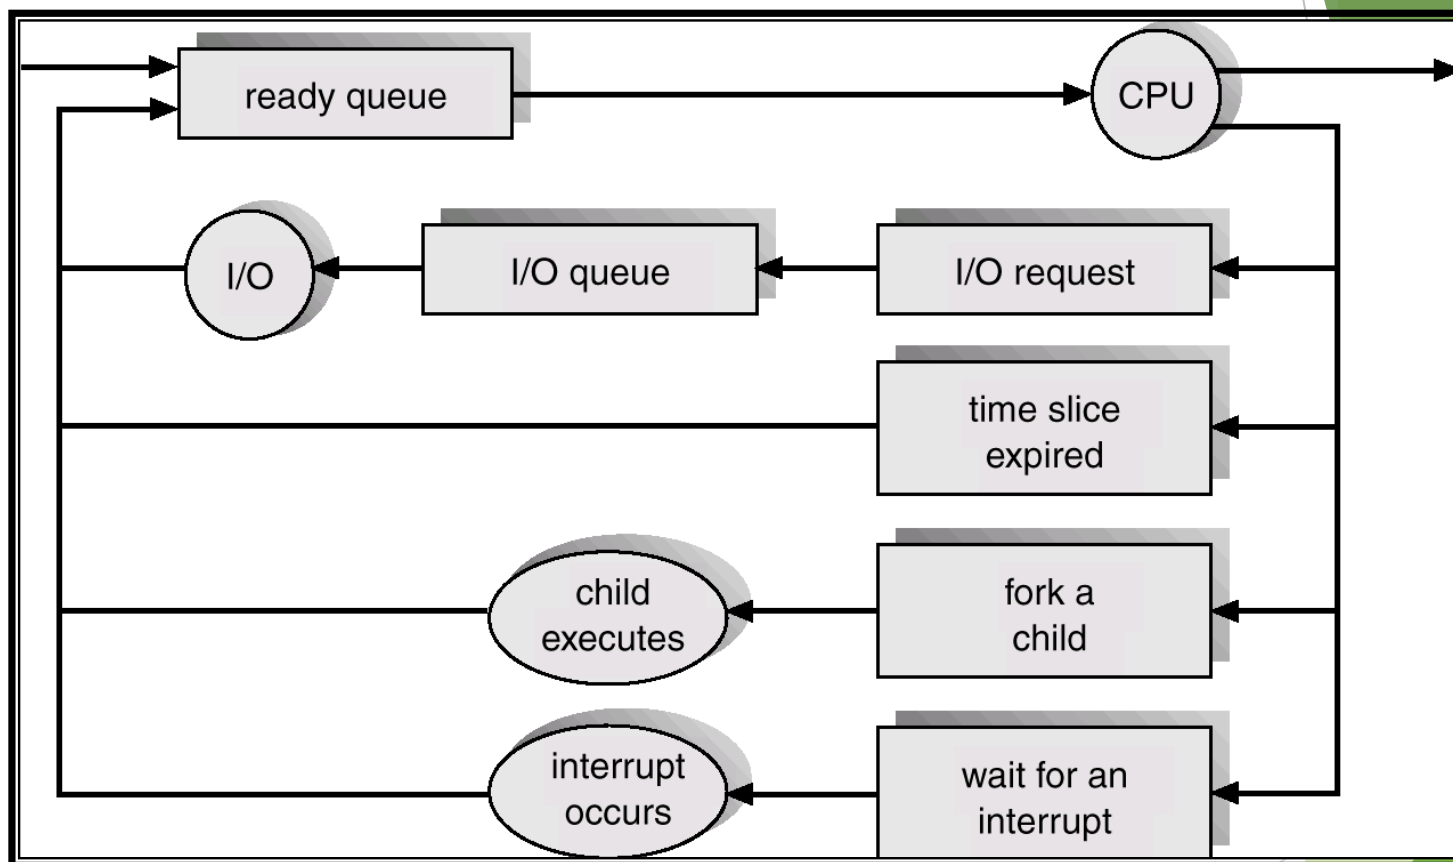 ready queue
CPU
I/O
I/O queue
I/O request
time slice
expired
child
executes
fork a
child
interrupt
occurs
wait for an
interrupt